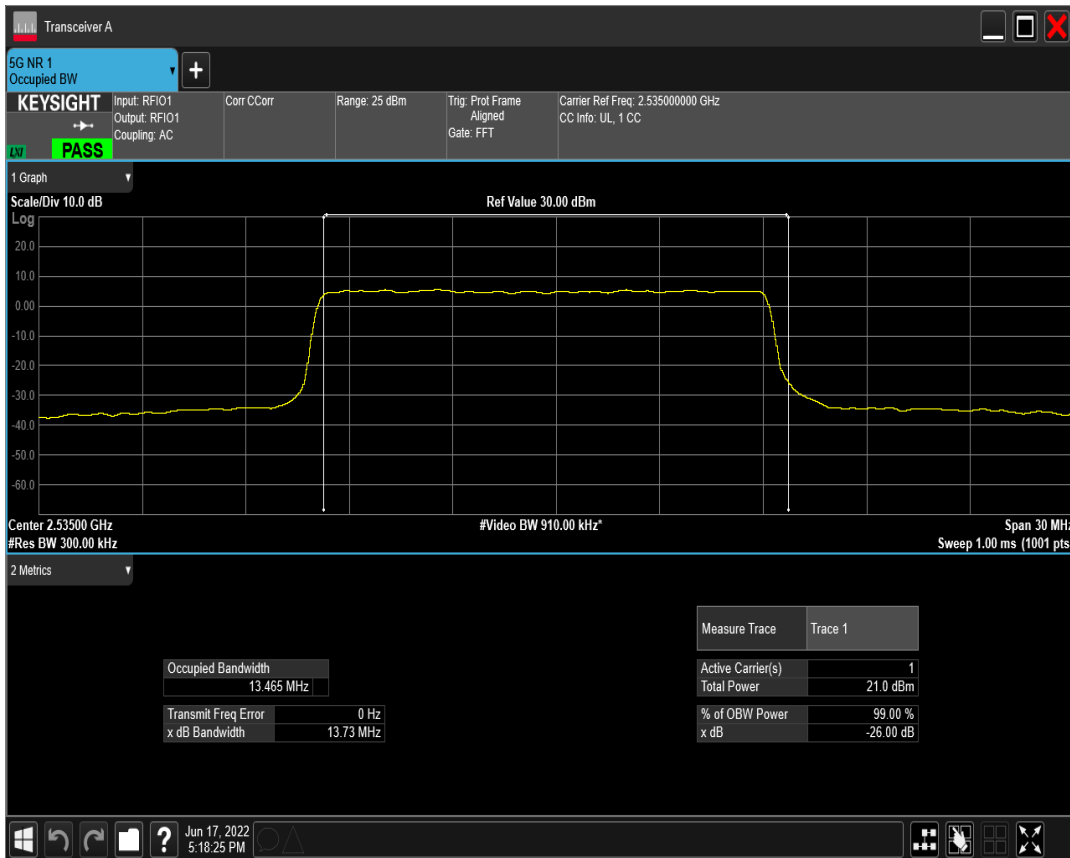 Transceiver A
5G NR 1
Occupied BW
KEYSIGHT
LXI
PASS
Input: RFIO1
Output: RFIO1
Coupling: AC
Corr CCorr
Range: 25 dBm
Trig: Prot Frame
Aligned
Gate: FFT
Carrier Ref Freq: 2.535000000 GHz
CC Info: UL, 1 CC
1 Graph
Scale/Div 10.0 dB
Ref Value 30.00 dBm
Log
20.0
10.0
0.00
-10.0
-20.0
-30.0
-40.0
-50.0
-60.0
Center 2.53500 GHz
#Video BW 910.00 kHz*
Span 30 MHz
#Res BW 300.00 kHz
Sweep 1.00 ms (1001 pts
2 Metrics
Measure Trace Trace 1
Occupied Bandwidth
13.465 MHz
Active Carrier(s) 1
Total Power 21.0 dBm
Transmit Freq Error 0 Hz
x dB Bandwidth 13.73 MHz
% of OBW Power 99.00 %
x dB -26.00 dB
?
Jun 17, 2022
5:18:25 PM